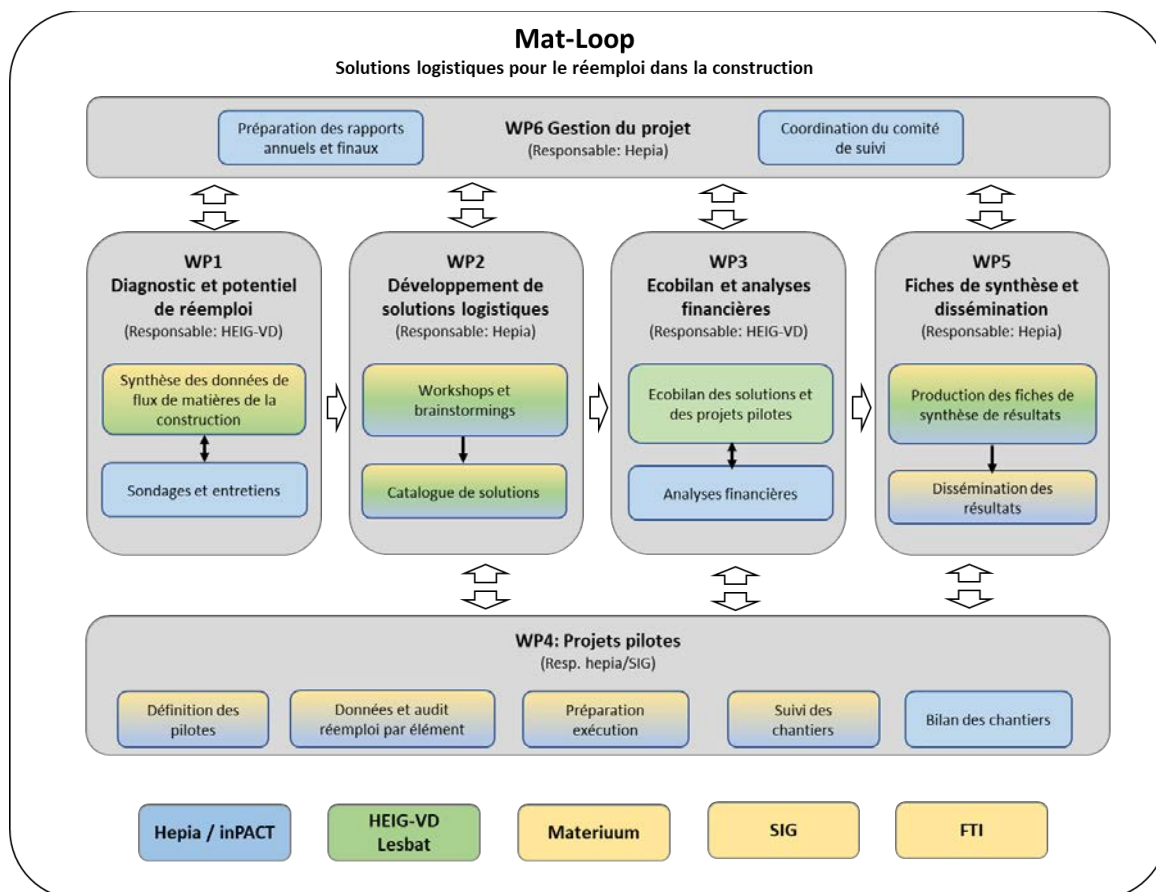 Mat-Loop
Solutions logistiques pour le réemploi dans la construction
Préparation des rapports
annuels et finaux
WP6 Gestion du projet
(Responsable: Hepia)
Coordination du comité
de suivi
WP1
Diagnostic et potentiel
de réemploi
(Responsable: HEIG-VD)
Synthèse des données de
flux de matières de la
construction
Sondages et entretiens
WP2
Développement de
solutions logistiques
(Responsable: Hepia)
Workshops et
brainstormings
Catalogue de solutions
WP3
Ecobilan et analyses
financières
(Responsable: HEIG-VD)
Ecobilan des solutions et
des projets pilotes
Analyses financières
WP5
Fiches de synthèse et
dissémination
(Responsable: Hepia)
Production des fiches de
synthèse de résultats
Dissémination des
résultats
WP4: Projets pilotes
(Resp. hepia/SIG)
Définition des
pilotes
Données et audit
réemploi par élément
Préparation
exécution
Suivi des
chantiers
Bilan des chantiers
Hepia / inPACT
HEIG-VD
Lesbat
Materiuum
SIG
FTI